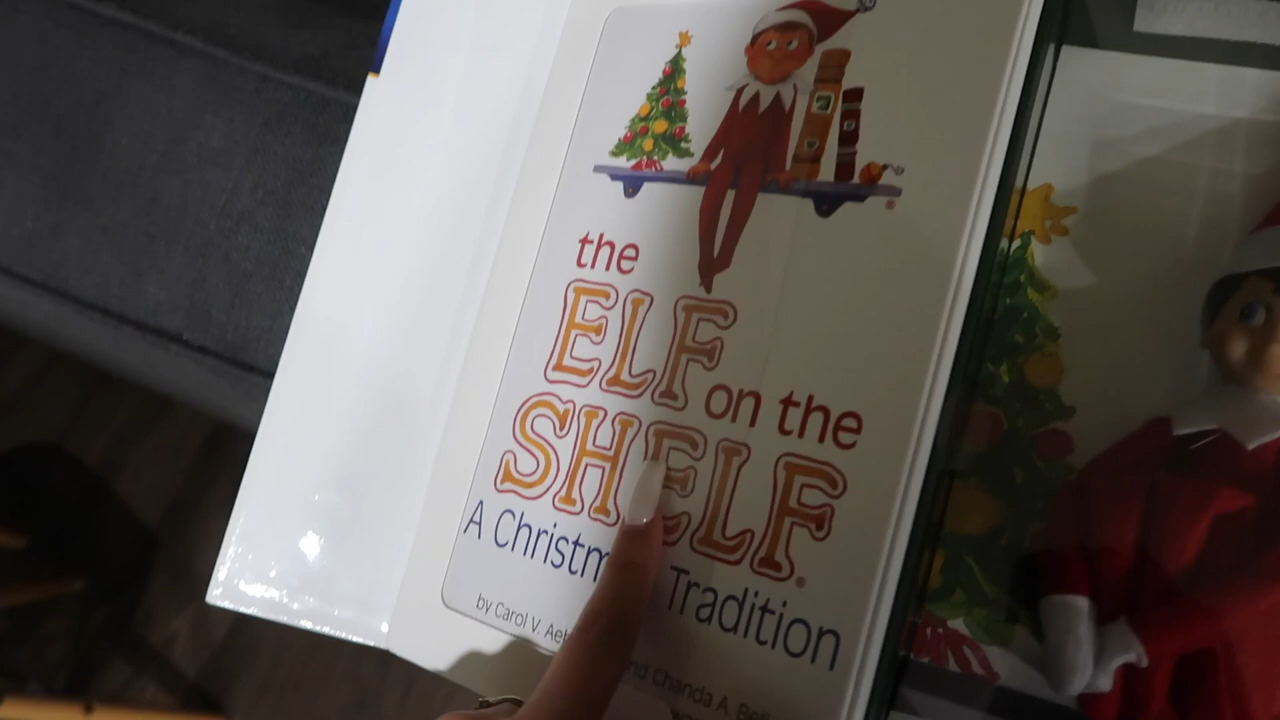 the
ELF on the
SHELF®
A Christm Tradition
by Carol V. Aeb
nd Chanda A. Bell